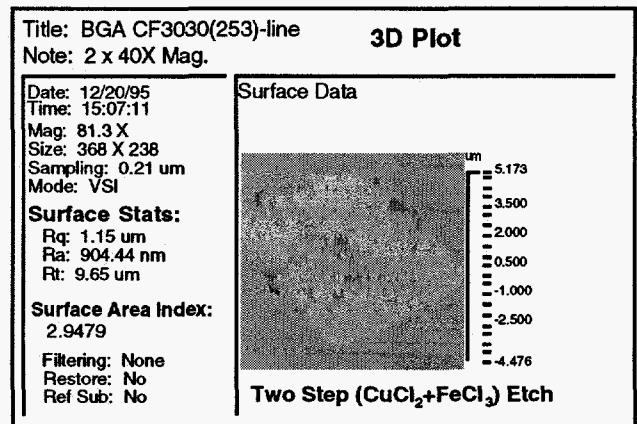 Title: BGA CF3030(253)-line
Note: 2 x 40X Mag.
3D Plot
Date: 12/20/95
Time: 15:07:11
Mag: 81.3 X
Size: 368 X 238
Sampling: 0.21 um
Mode: VSI
Surface Stats:
Rq: 1.15 um
Ra: 904.44 nm
Rt: 9.65 um
Surface Area Index:
2.9479
Filtering: None
Restore: No
Ref Sub: No
Surface Data
um
5.173
3.500
2.000
0.500
-1.000
-2.500
-4.476
Two Step (CuCl₂+FeCl₃) Etch